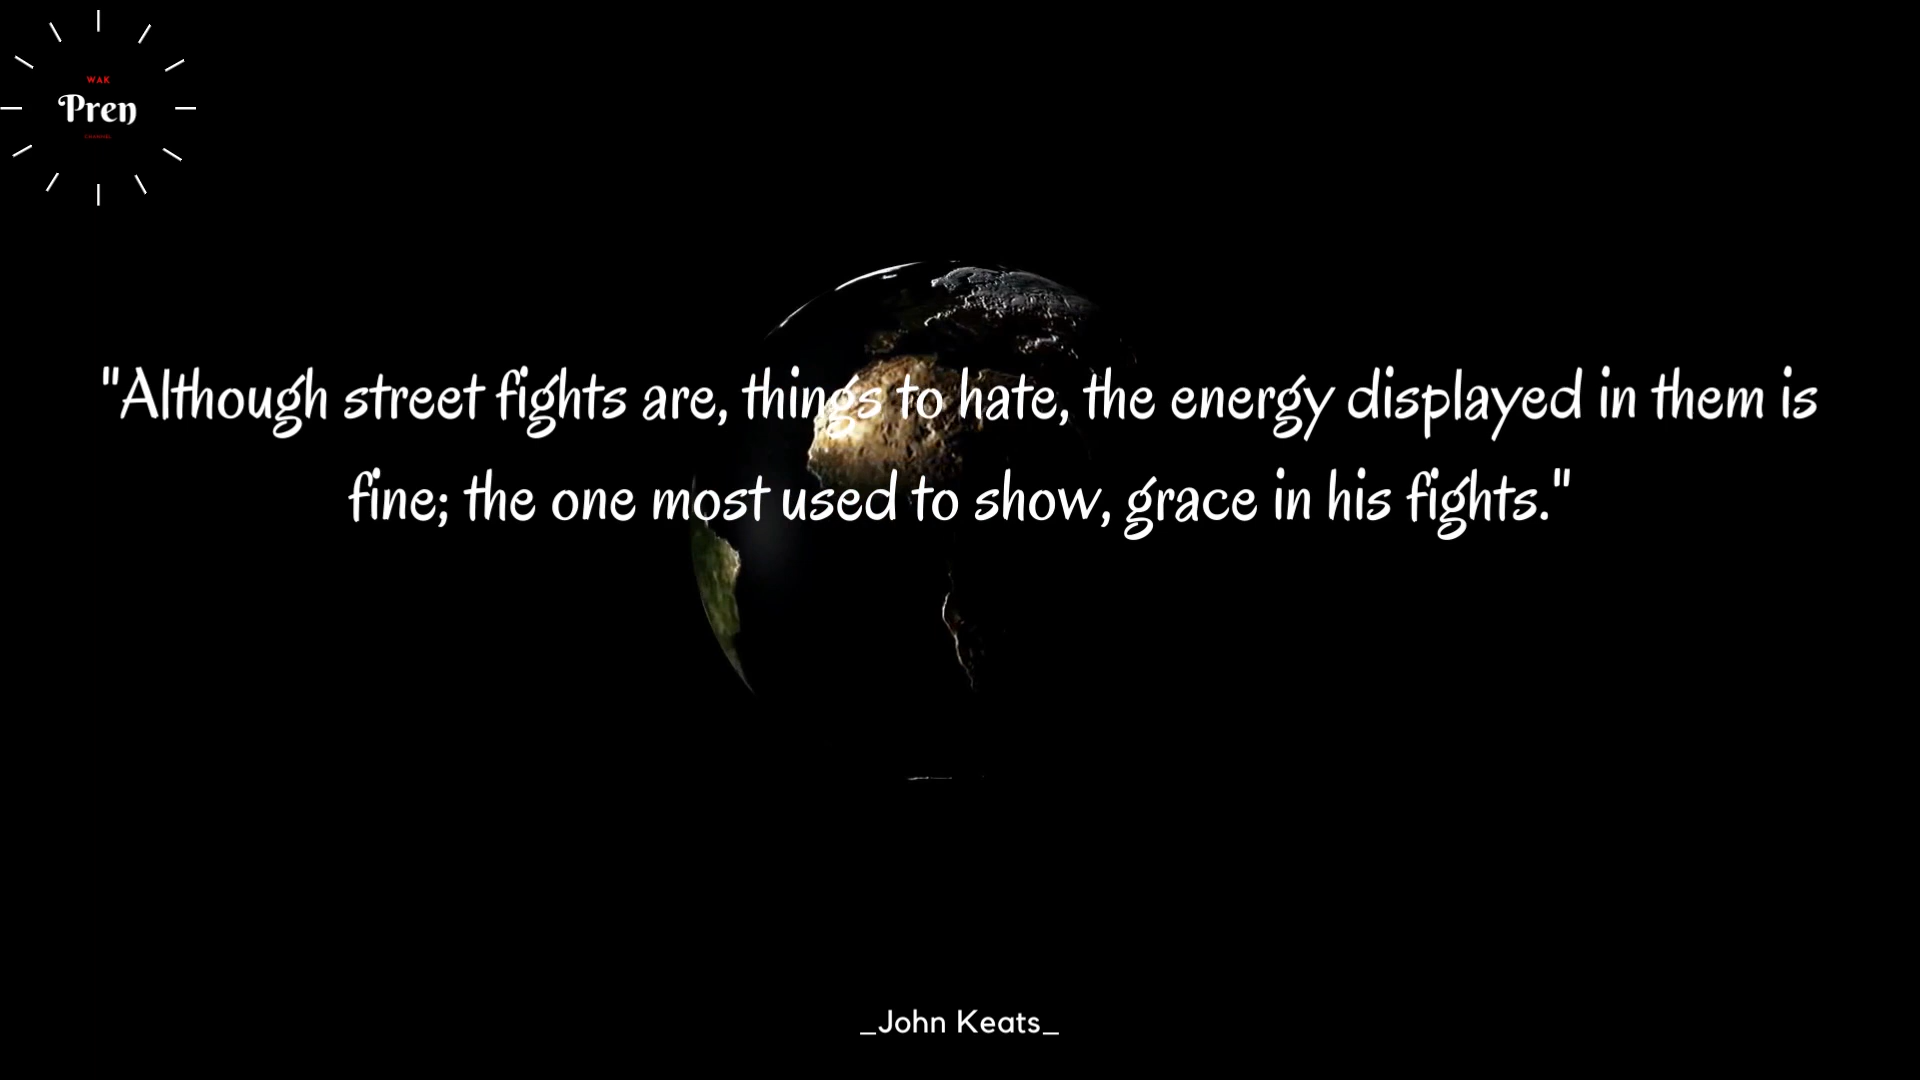 WAK
Pren
CHANNEL
"Although street fights are, things to hate, the energy displayed in them is
fine; the one most used to show, grace in his fights."
_John Keats_